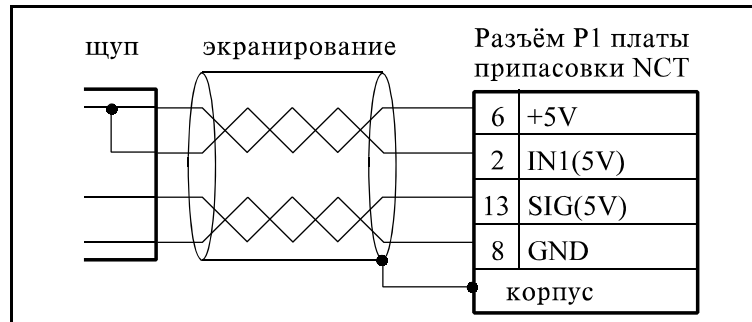 щуп
экранирование
Разъём P1 платы
припасовки NCT
6 +5V
2 IN1(5V)
13 SIG(5V)
8 GND
корпус